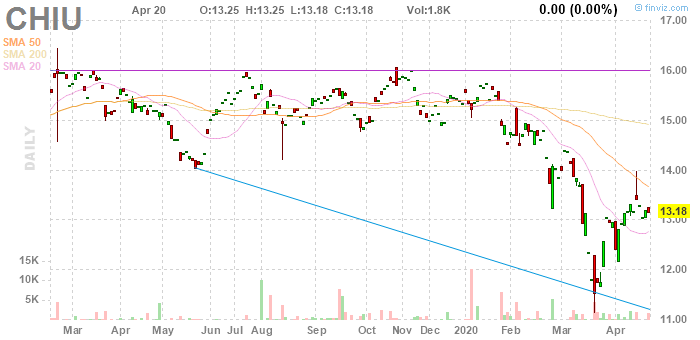 CHIU
Apr 20 O:13.25 H:13.25 L:13.18 C:13.18 Vol:1.8K 0.00 (0.00%)
© finviz.com
SMA 50
SMA 200
SMA 20
DAILY
17.00
16.00
15.00
14.00
13.00
13.18
12.00
11.00
15K
10K
5K
Mar Apr May Jun Jul Aug Sep Oct Nov Dec 2020 Feb Mar Apr